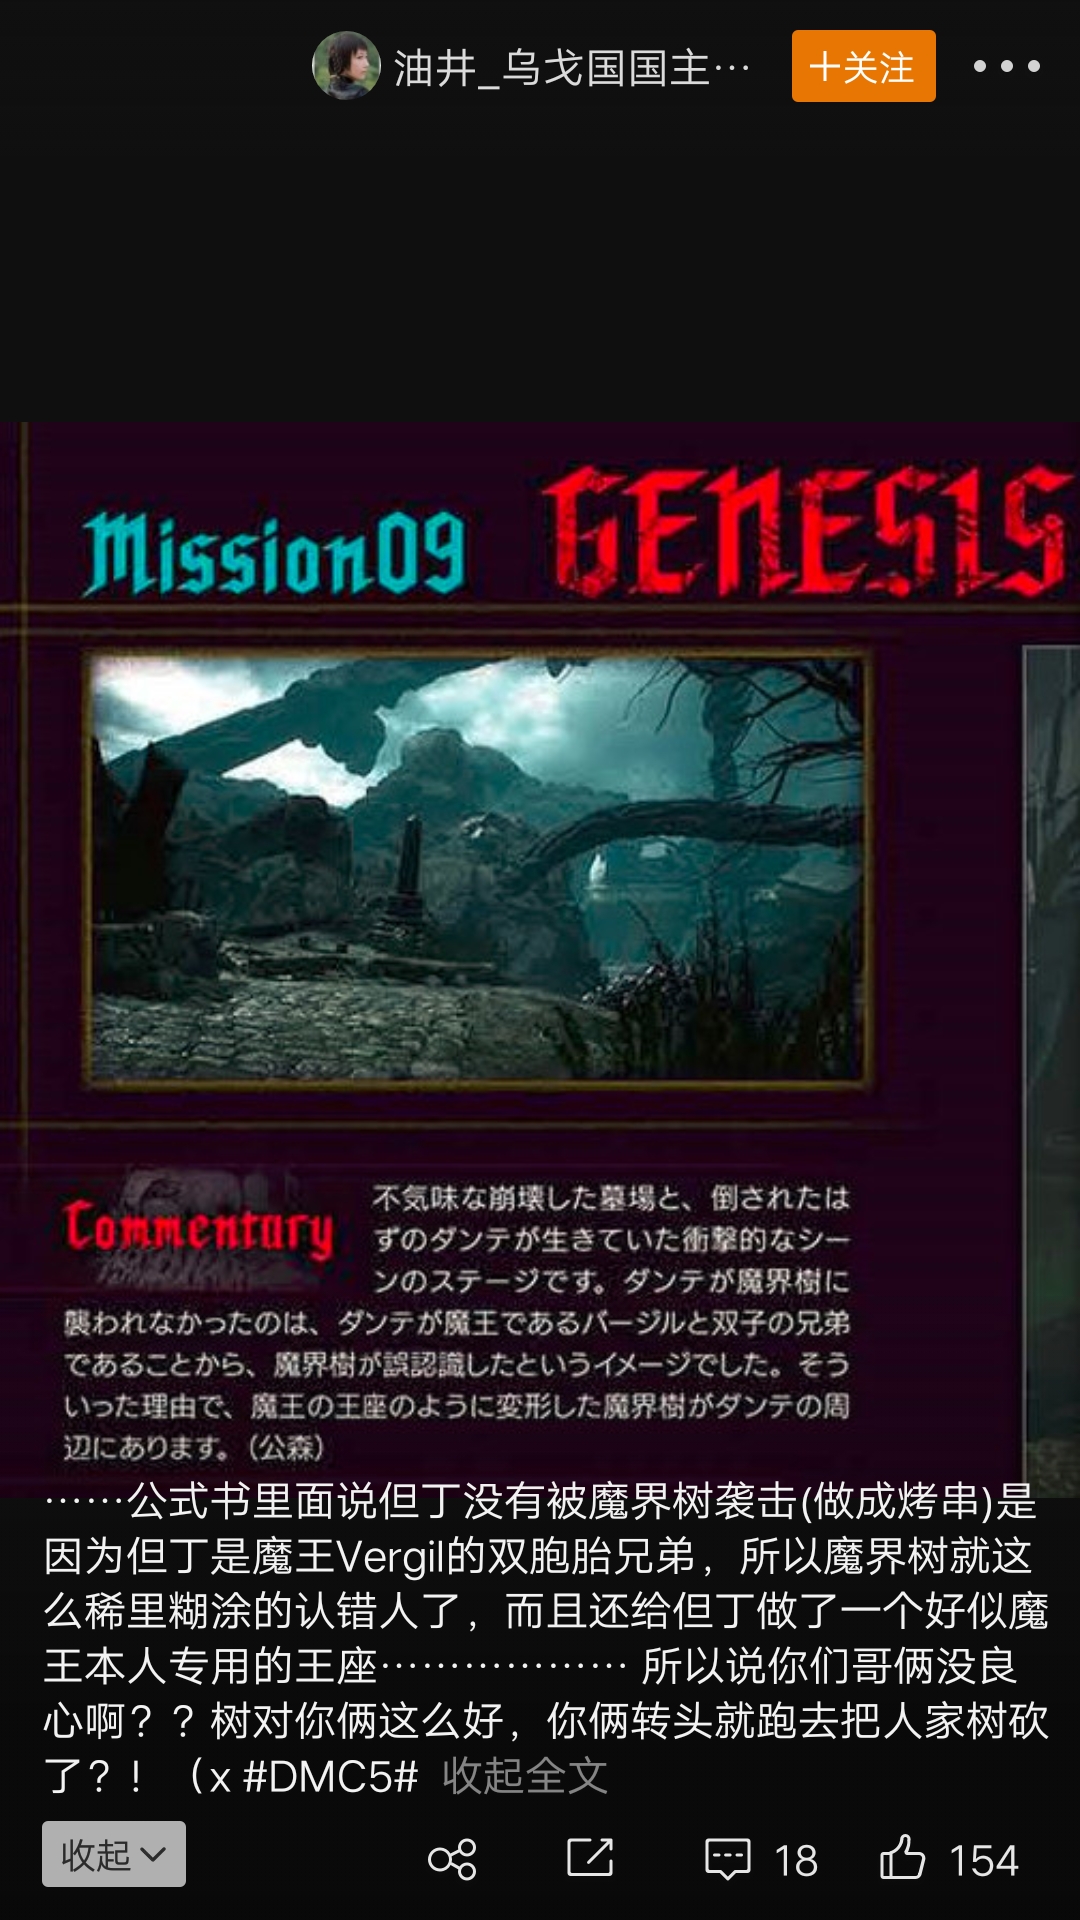 油井_乌戈国国主…
十关注
Mission09
GENESIS
Commentary
不気味な崩壊した墓場と、倒されたは
ずのダンテが生きていた衝撃的なシー
ンのステージです。ダンテが魔界樹に
襲われなかったのは、ダンテが魔王であるバージルと双子の兄弟
であることから、魔界樹が誤認識したというイメージでした。そう
いった理由で、魔王の王座のように変形した魔界樹がダンテの周
辺にあります。（公森）
……公式书里面说但丁没有被魔界树袭击(做成烤串)是
因为但丁是魔王Vergil的双胞胎兄弟，所以魔界树就这
么稀里糊涂的认错人了，而且还给但丁做了一个好似魔
王本人专用的王座……………… 所以说你们哥俩没良
心啊？？树对你俩这么好，你俩转头就跑去把人家树砍
了？！（x #DMC5# 收起全文
收起
18
154